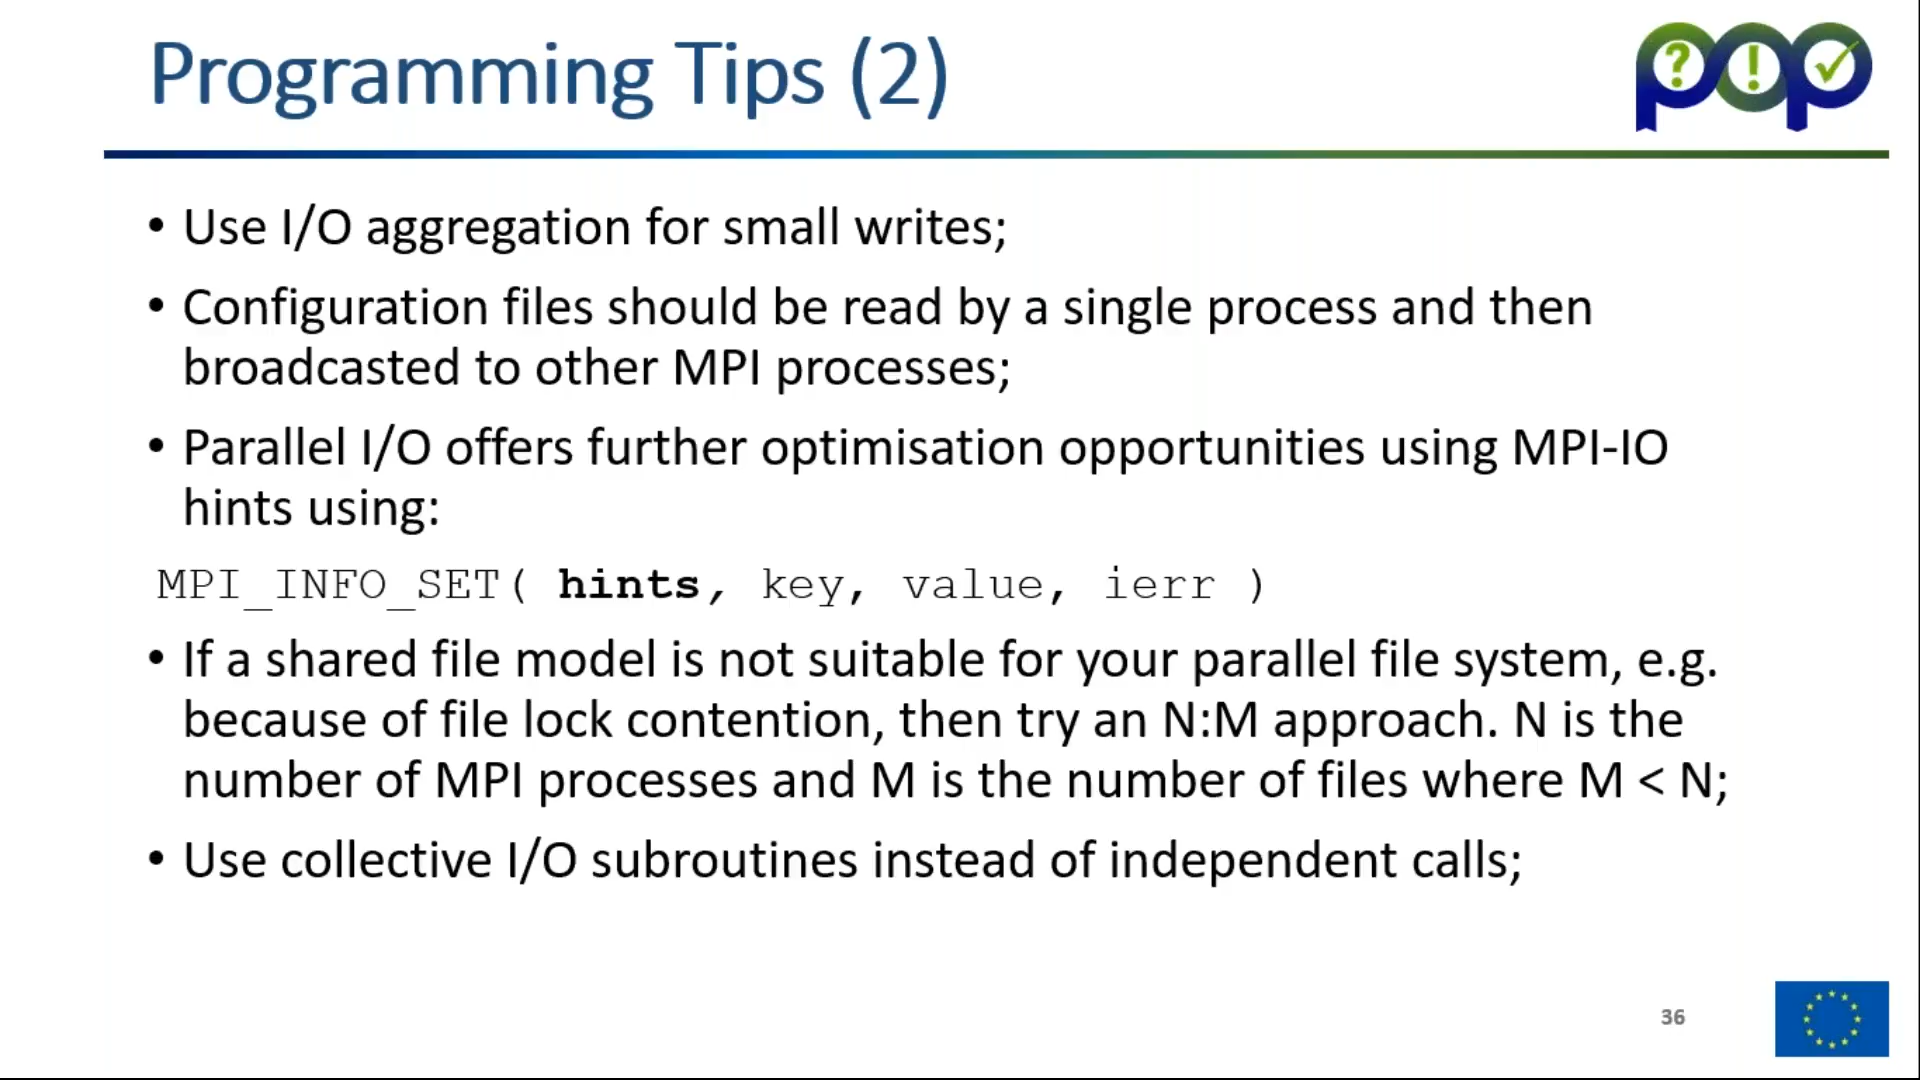 Programming Tips (2)
pop
? ! ✓
• Use I/O aggregation for small writes;
• Configuration files should be read by a single process and then
broadcasted to other MPI processes;
• Parallel I/O offers further optimisation opportunities using MPI-IO
hints using:
MPI_INFO_SET( hints, key, value, ierr )
• If a shared file model is not suitable for your parallel file system, e.g.
because of file lock contention, then try an N:M approach. N is the
number of MPI processes and M is the number of files where M < N;
• Use collective I/O subroutines instead of independent calls;
36